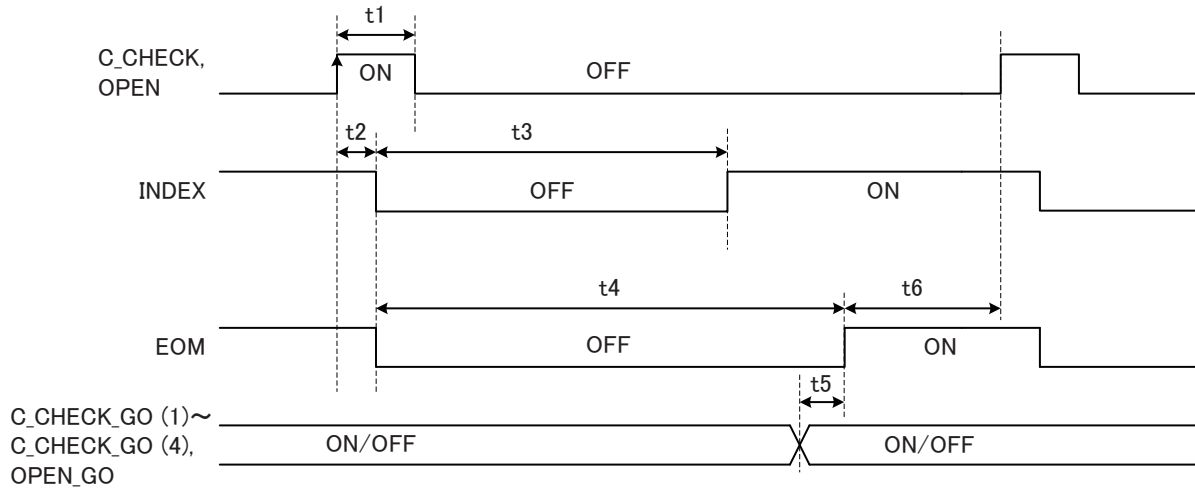 t1
C_CHECK,
OPEN
ON
OFF
t2
t3
INDEX
OFF
ON
t4
t6
EOM
OFF
ON
t5
C_CHECK_GO (1)～
C_CHECK_GO (4),
OPEN_GO
ON/OFF
ON/OFF